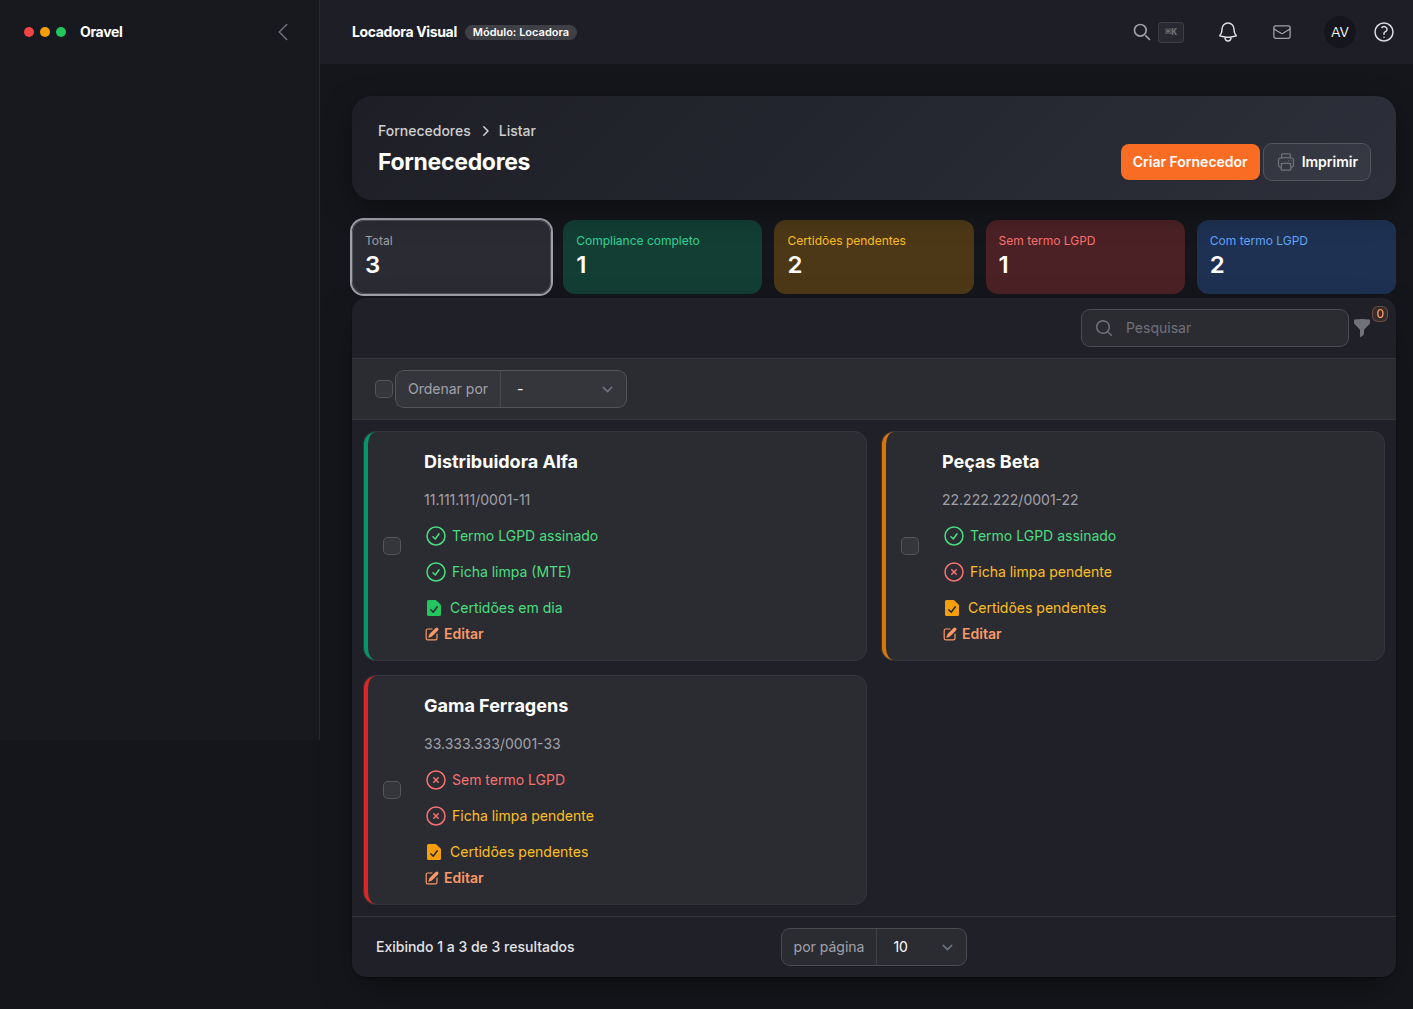 Oravel
Locadora Visual
Módulo: Locadora
⌘K
AV
Fornecedores
Listar
Fornecedores
Criar Fornecedor
Imprimir
Total
3
Compliance completo
1
Certidões pendentes
2
Sem termo LGPD
1
Com termo LGPD
2
Pesquisar
0
Ordenar por
-
Distribuidora Alfa
11.111.111/0001-11
Termo LGPD assinado
Ficha limpa (MTE)
Certidões em dia
Editar
Peças Beta
22.222.222/0001-22
Termo LGPD assinado
Ficha limpa pendente
Certidões pendentes
Editar
Gama Ferragens
33.333.333/0001-33
Sem termo LGPD
Ficha limpa pendente
Certidões pendentes
Editar
Exibindo 1 a 3 de 3 resultados
por página
10